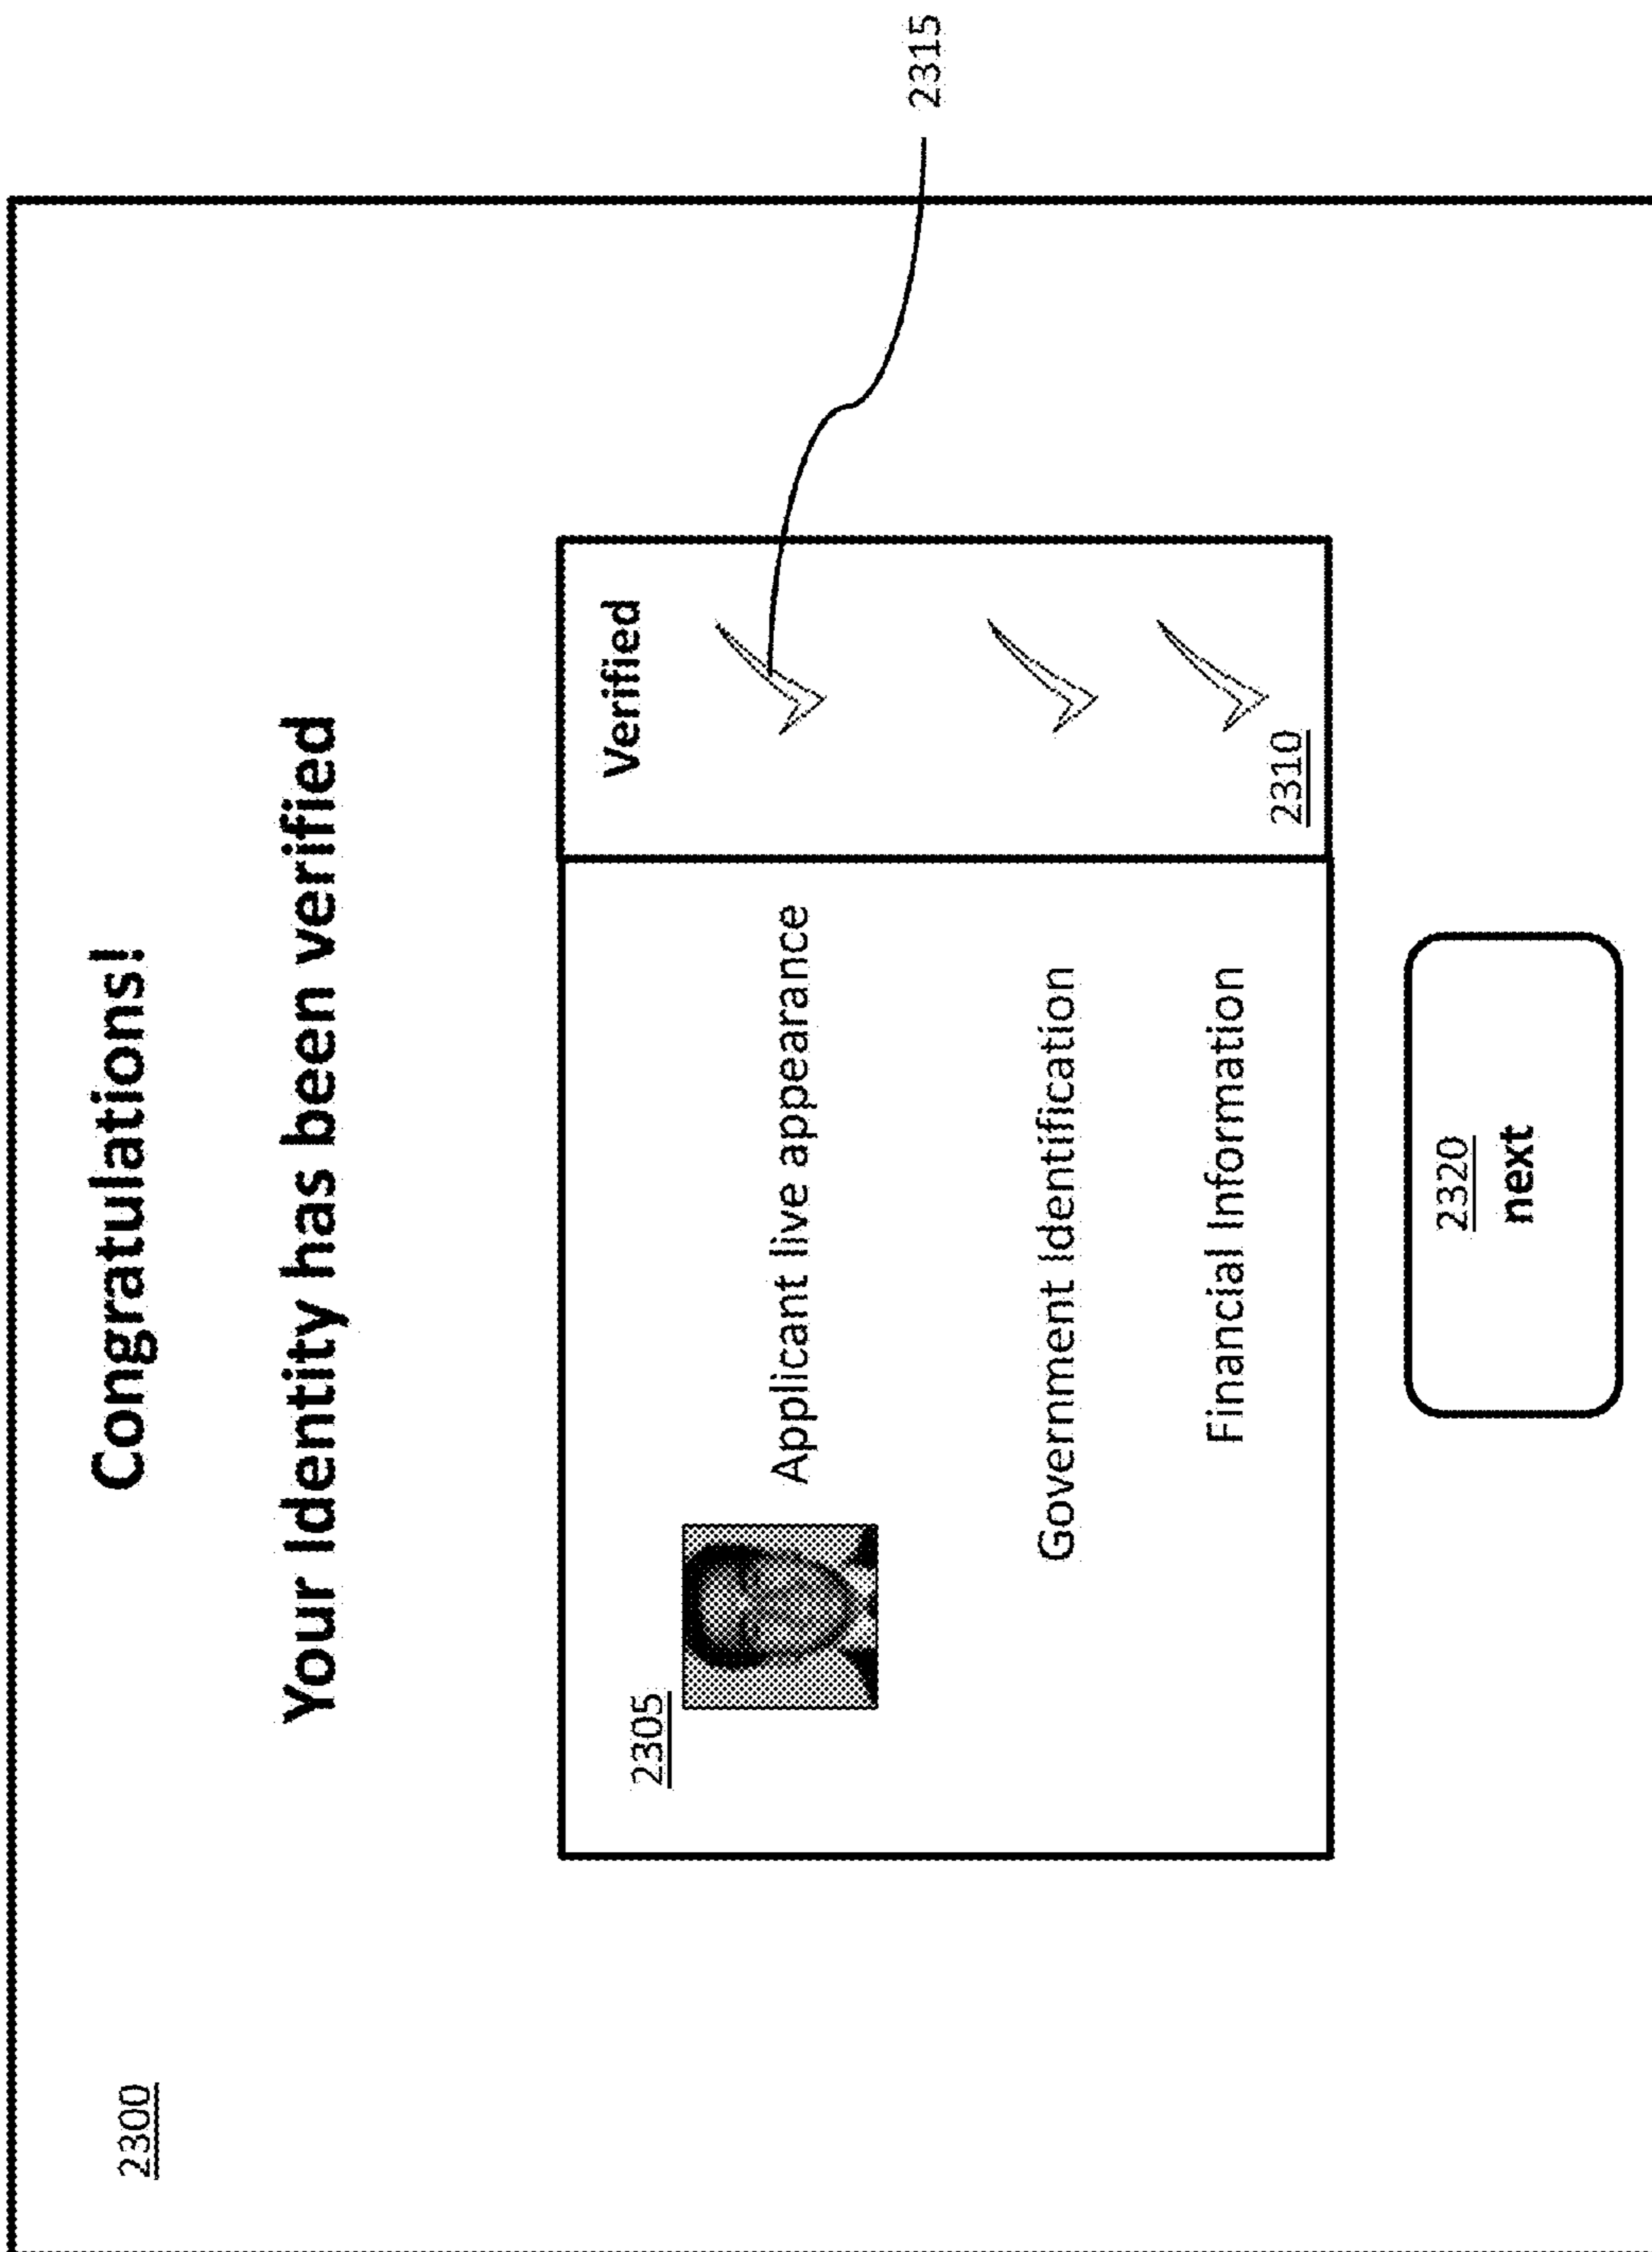 2300
Congratulations!
Your Identity has been verified
2305
Verified
Applicant live appearance
2315
Government Identification
Financial Information
2310
2320
next